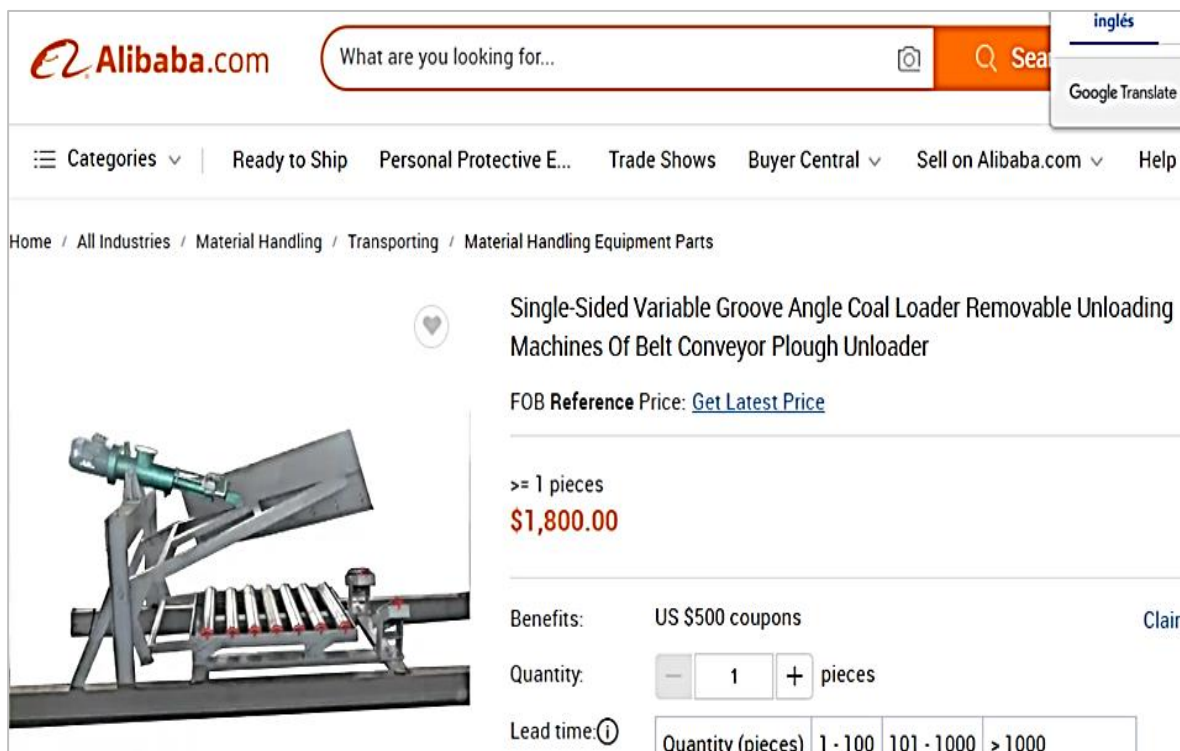 inglés
Alibaba.com
What are you looking for...
Google Translate
Categories
Ready to Ship
Personal Protective E...
Trade Shows
Buyer Central
Sell on Alibaba.com
Help
Home / All Industries / Material Handling / Transporting / Material Handling Equipment Parts
Single-Sided Variable Groove Angle Coal Loader Removable Unloading
Machines Of Belt Conveyor Plough Unloader
FOB Reference Price: Get Latest Price
>= 1 pieces
$1,800.00
Benefits: US $500 coupons
Quantity: − 1 + pieces
Lead time: Quantity (pieces) 1 - 100 101 - 1000 > 1000